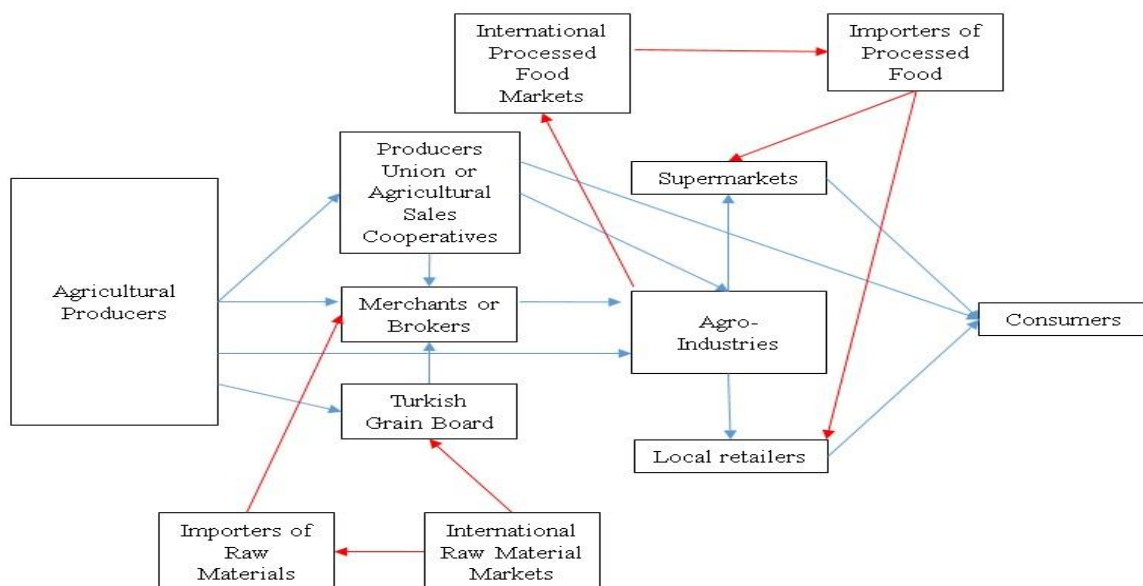 International
Processed
Food
Markets
Importers of
Processed
Food
Producers
Union or
Agricultural
Sales
Cooperatives
Supermarkets
Agricultural
Producers
Merchants or
Brokers
Agro-
Industries
Consumers
Turkish
Grain Board
Local retailers
Importers of
Raw
Materials
International
Raw Material
Markets